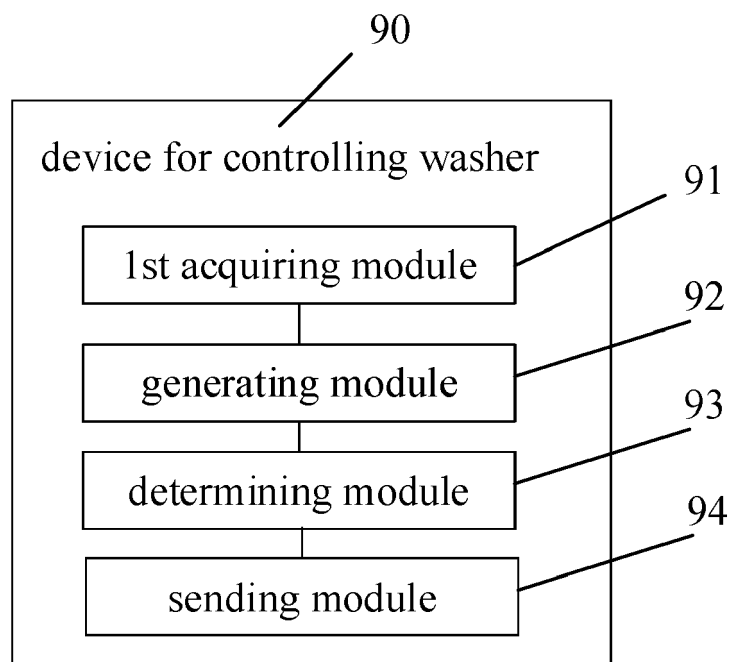 90
device for controlling washer
91
1st acquiring module
92
generating module
93
determining module
94
sending module